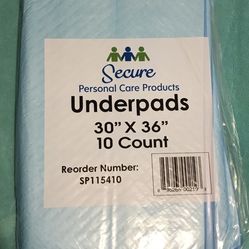 Secure
Personal Care Products
Underpads
30" X 36"
10 Count
Reorder Number:
SP115410